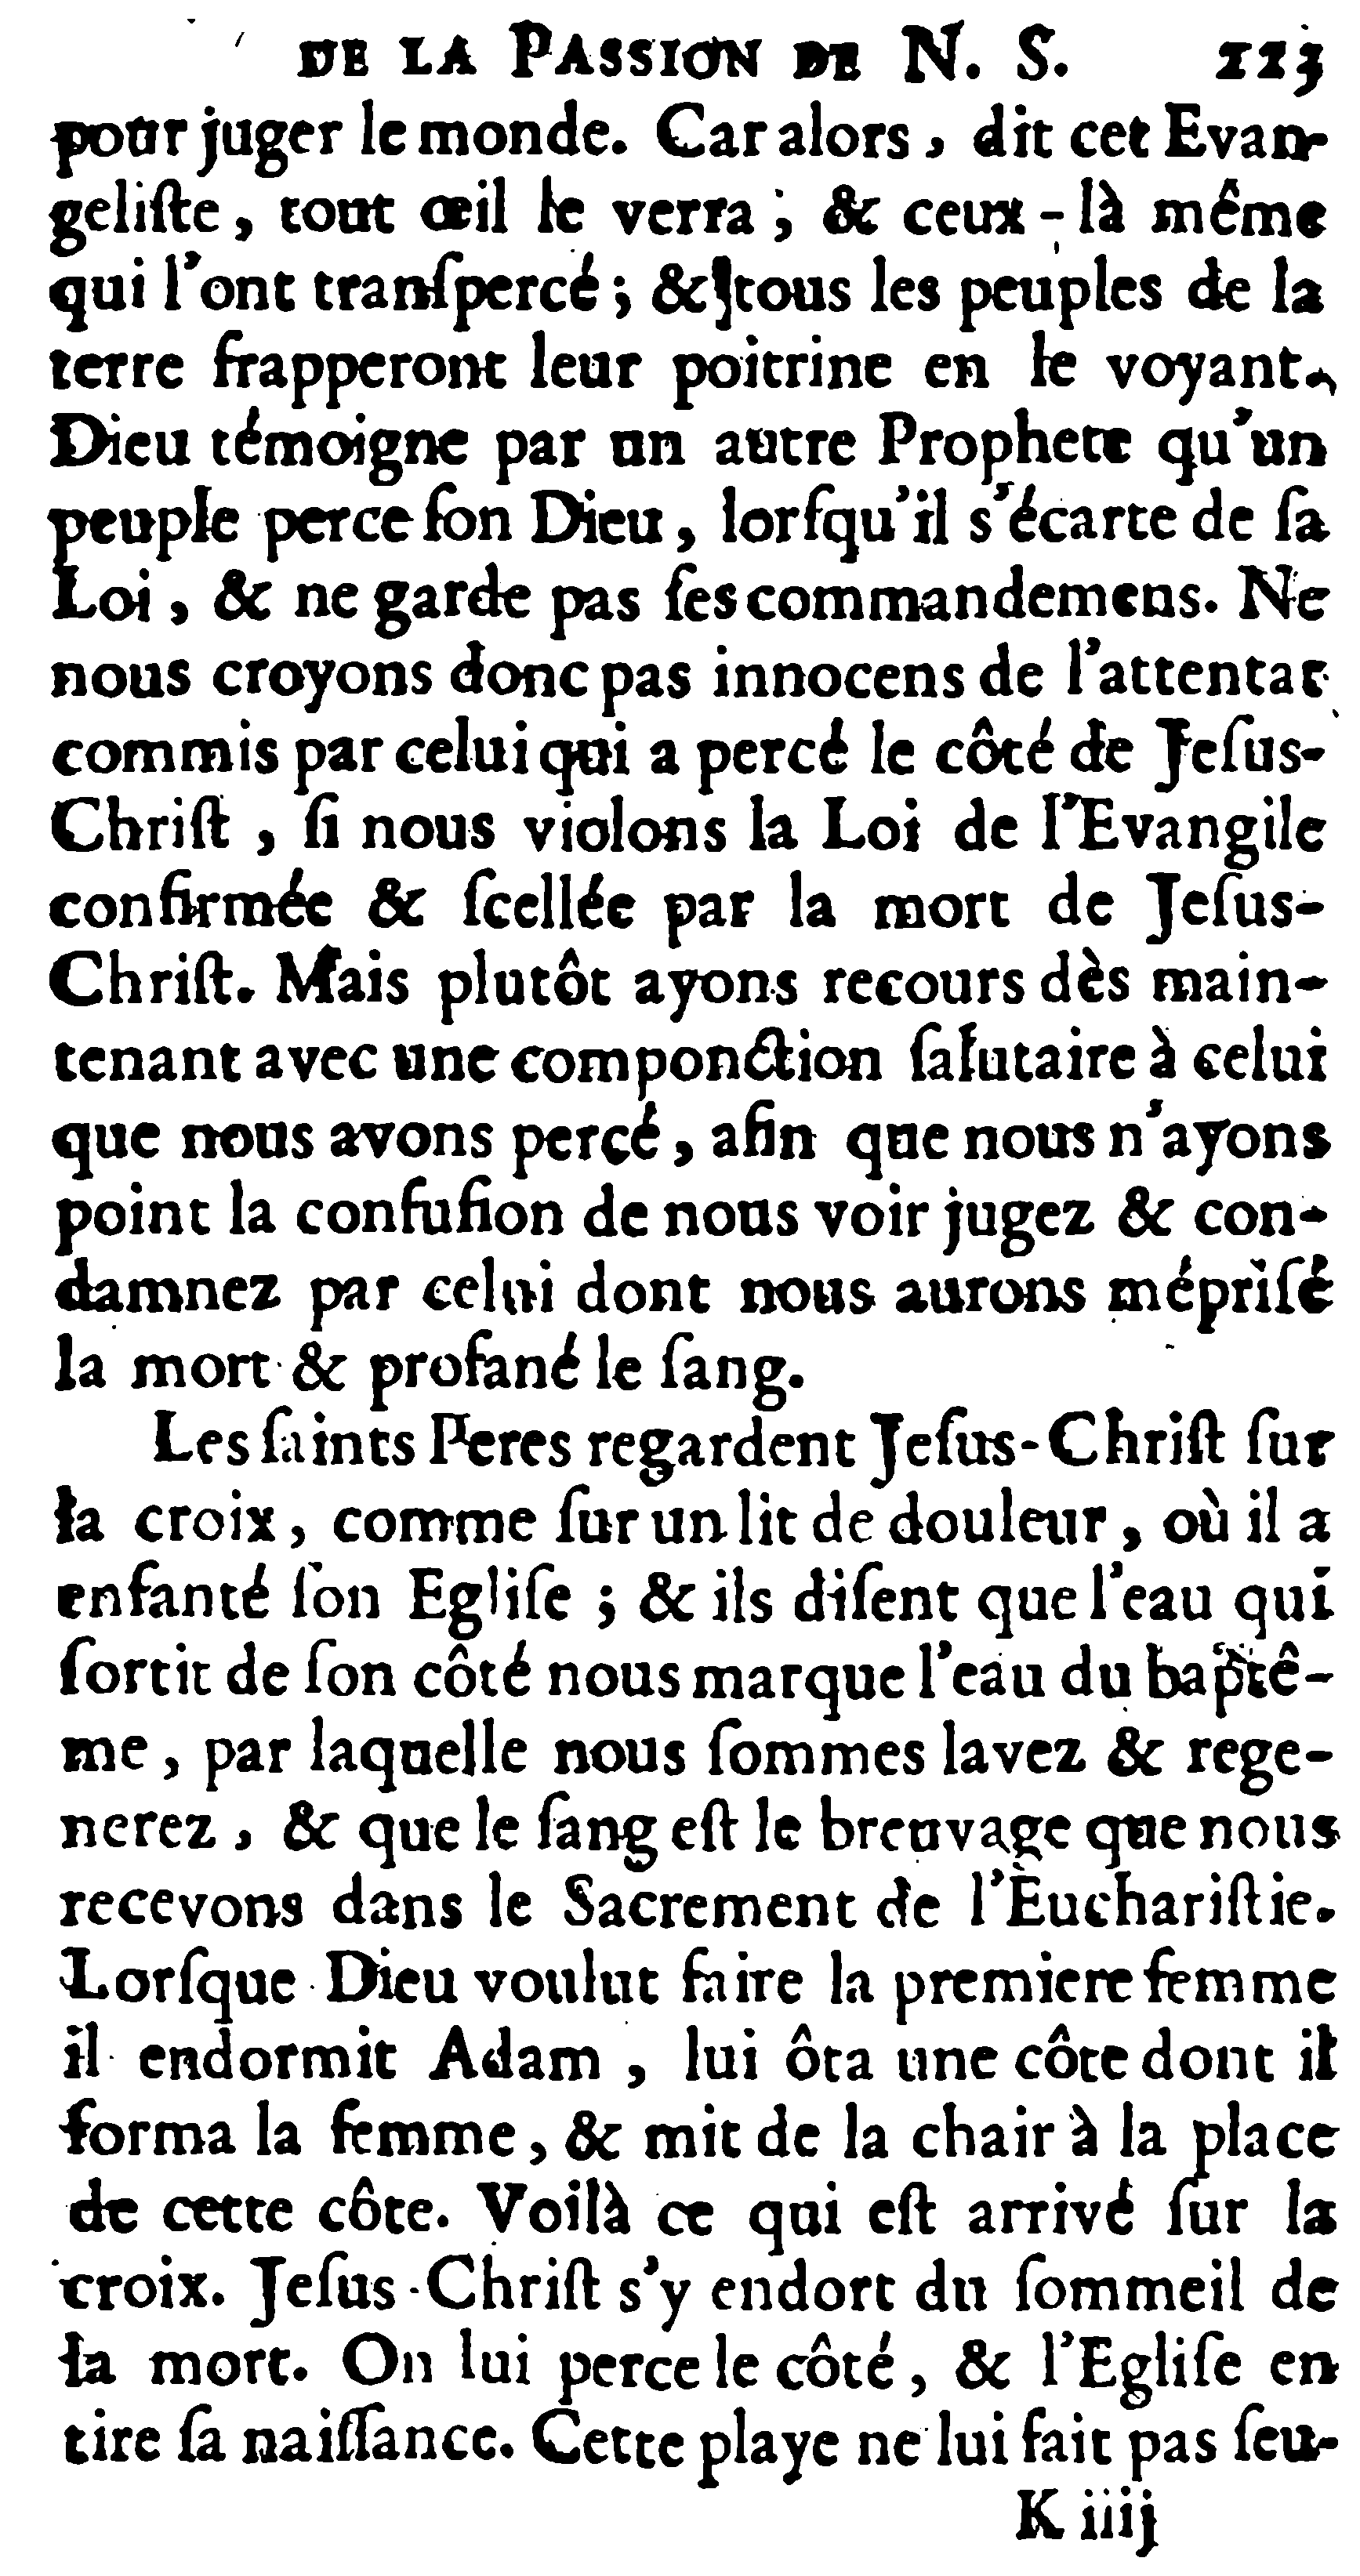 DE LA PASSION DE N. S. 223
pour juger le monde. Car alors, dit cet Evan-
geliſte, tout œil le verra; & ceux-là même
qui l'ont tranſpercé; & tous les peuples de la
terre frapperont leur poitrine en le voyant.
Dieu témoigne par un autre Prophete qu'un
peuple perce ſon Dieu, lorſqu'il s'écarte de ſa
Loi, & ne garde pas ſes commandemens. Ne
nous croyons donc pas innocens de l'attentat
commis par celui qui a percé le côté de Jeſus-
Chriſt, ſi nous violons la Loi de l'Evangile
confirmée & ſcellée par la mort de Jeſus-
Chriſt. Mais plutôt ayons recours dès main-
tenant avec une componction ſalutaire à celui
que nous avons percé, afin que nous n'ayons
point la confuſion de nous voir jugez & con-
damnez par celui dont nous aurons mépriſé
la mort & profané le ſang.
Les ſaints Peres regardent Jeſus-Chriſt ſur
la croix, comme ſur un lit de douleur, où il a
enfanté ſon Egliſe; & ils diſent que l'eau qui
ſortit de ſon côté nous marque l'eau du baptê-
me, par laquelle nous ſommes lavez & rege-
nerez, & que le ſang eſt le breuvage que nous
recevons dans le Sacrement de l'Euchariſtie.
Lorſque Dieu voulut faire la premiere femme
il endormit Adam, lui ôta une côte dont il
forma la femme, & mit de la chair à la place
de cette côte. Voilà ce qui eſt arrivé ſur la
croix. Jeſus-Chriſt s'y endort du ſommeil de
la mort. On lui perce le côté, & l'Egliſe en
tire ſa naiſſance. Cette playe ne lui fait pas ſeu-
K iiij